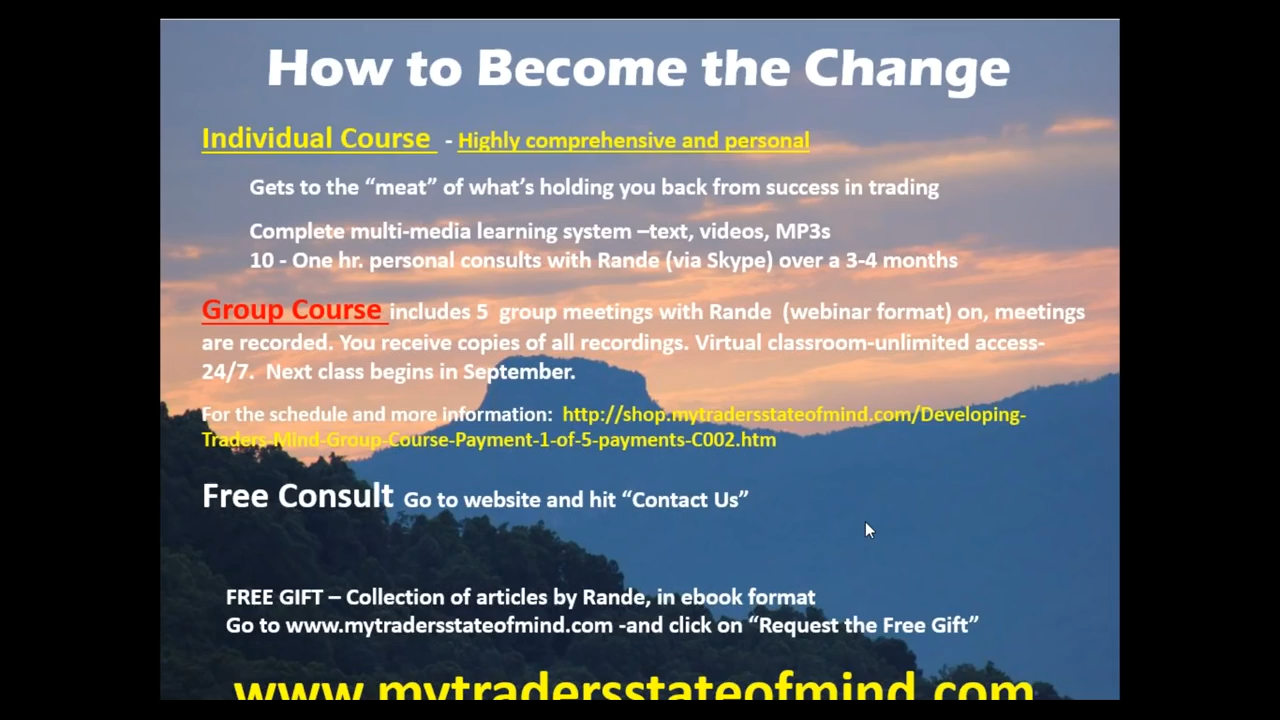 How to Become the Change
Individual Course - Highly comprehensive and personal
Gets to the “meat” of what’s holding you back from success in trading
Complete multi-media learning system –text, videos, MP3s
10 - One hr. personal consults with Rande (via Skype) over a 3-4 months
Group Course includes 5 group meetings with Rande (webinar format) on, meetings
are recorded. You receive copies of all recordings. Virtual classroom-unlimited access-
24/7. Next class begins in September.
For the schedule and more information: http://shop.mytradersstateofmind.com/Developing-
Traders-Mind-Group-Course-Payment-1-of-5-payments-C002.htm
Free Consult Go to website and hit “Contact Us”
FREE GIFT – Collection of articles by Rande, in ebook format
Go to www.mytradersstateofmind.com -and click on “Request the Free Gift”
www.mytradersstateofmind.com